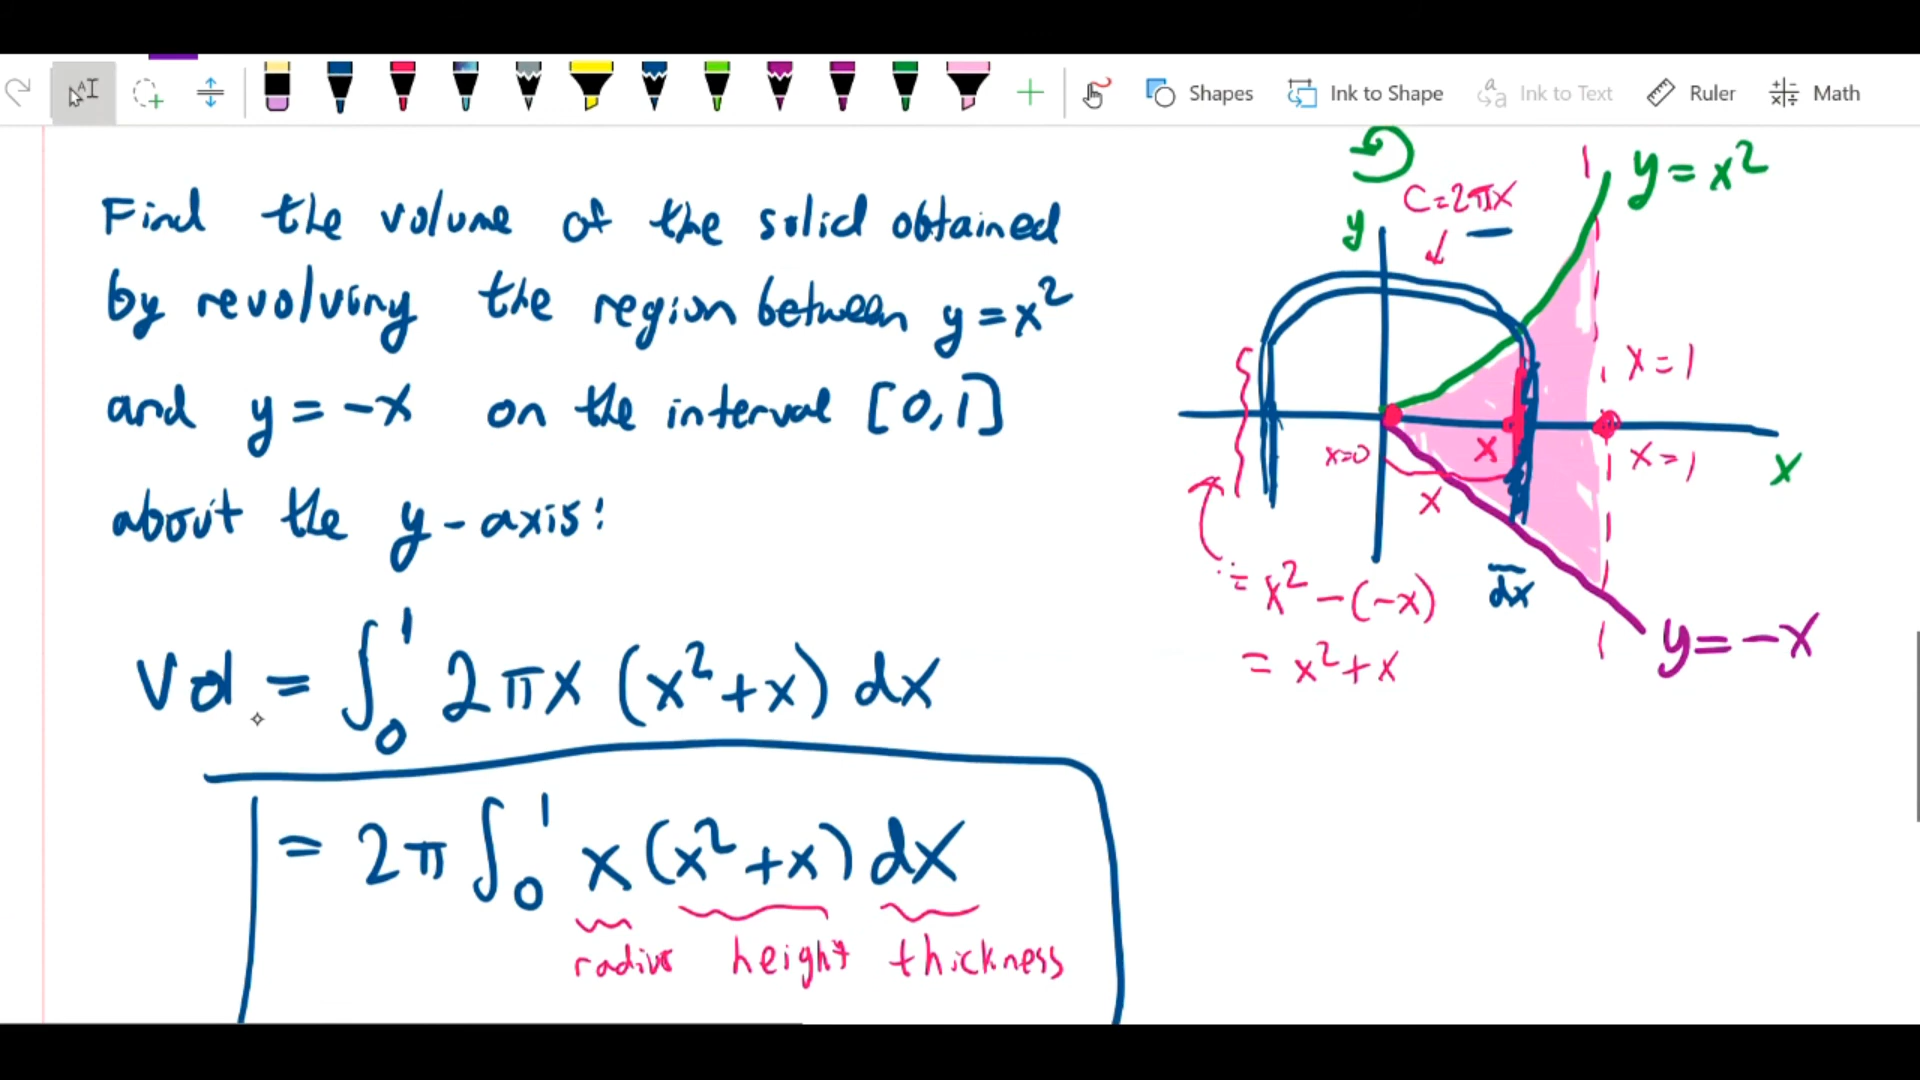 Shapes
Ink to Shape
Ink to Text
Ruler
Math
Find the volume of the solid obtained
by revolving the region between y = x²
and y = -x on the interval [0,1]
about the y-axis:
Vol = ∫₀¹ 2πx (x²+x) dx
= 2π ∫₀¹ x (x²+x) dx
radius height thickness
y = x²
C = 2πx
y
x = 1
x = 0
x
x = 1
x
x
dx
= x² - (-x)
= x² + x
y = -x